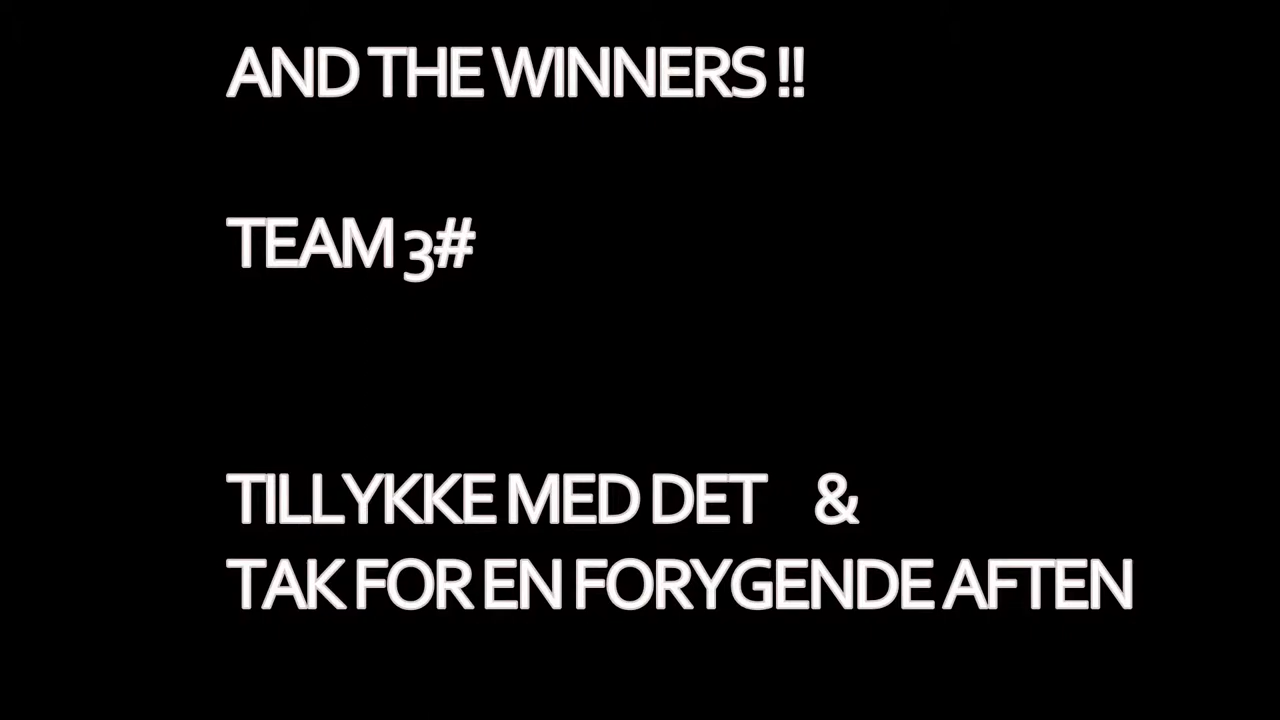 AND THE WINNERS !!
TEAM 3#
TILLYKKE MED DET &
TAK FOR EN FORYGENDE AFTEN